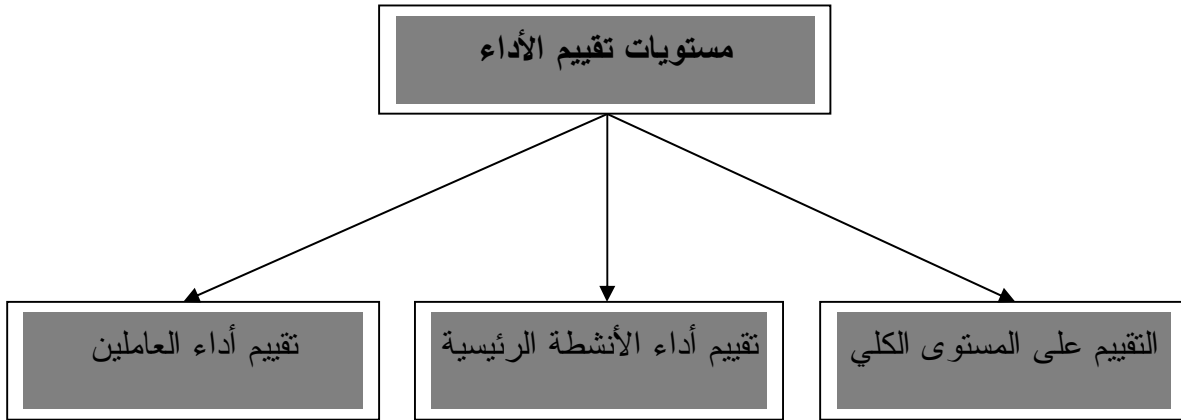 مستويات تقييم الأداء
التقييم على المستوى الكلي
تقييم أداء الأنشطة الرئيسية
تقييم أداء العاملين